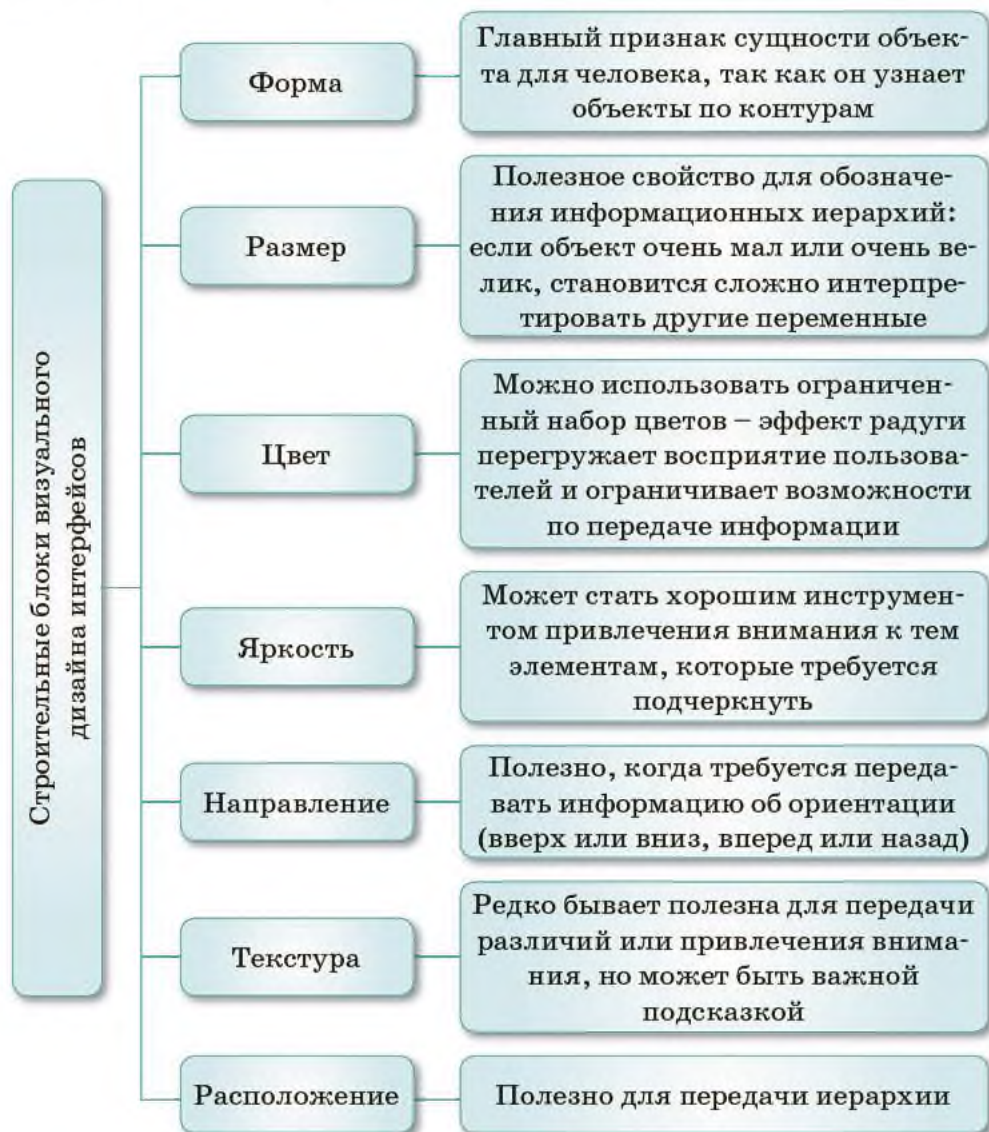 Строительные блоки визуального
дизайна интерфейсов
Форма
Главный признак сущности объек-
та для человека, так как он узнает
объекты по контурам
Размер
Полезное свойство для обозначе-
ния информационных иерархий:
если объект очень мал или очень ве-
лик, становится сложно интерпре-
тировать другие переменные
Цвет
Можно использовать ограничен-
ный набор цветов – эффект радуги
перегружает восприятие пользова-
телей и ограничивает возможности
по передаче информации
Яркость
Может стать хорошим инструмен-
том привлечения внимания к тем
элементам, которые требуется
подчеркнуть
Направление
Полезно, когда требуется переда-
вать информацию об ориентации
(вверх или вниз, вперед или назад)
Текстура
Редко бывает полезна для передачи
различий или привлечения внима-
ния, но может быть важной
подсказкой
Расположение
Полезно для передачи иерархии